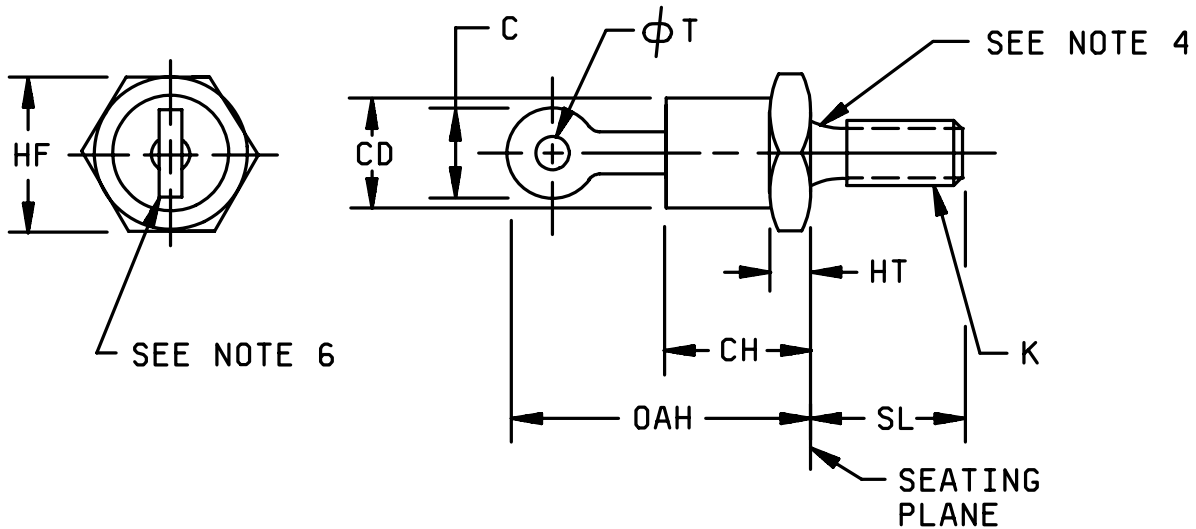 C
ϕT
SEE NOTE 4
HF
CD
HT
SEE NOTE 6
CH
K
OAH
SL
SEATING
PLANE